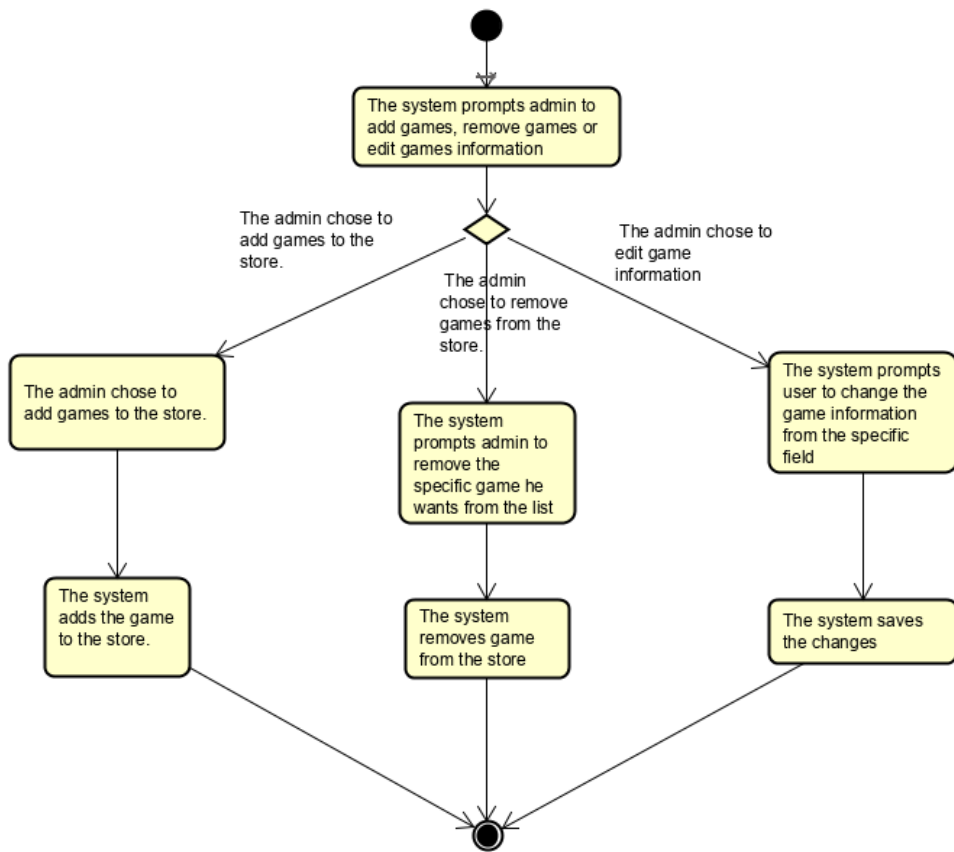 The system prompts admin to
add games, remove games or
edit games information
The admin chose to
add games to the
store.
The admin
chose to remove
games from the
store.
The admin chose to
edit game
information
The admin chose to
add games to the store.
The system
prompts admin to
remove the
specific game he
wants from the list
The system prompts
user to change the
game information
from the specific
field
The system
adds the game
to the store.
The system
removes game
from the store
The system saves
the changes